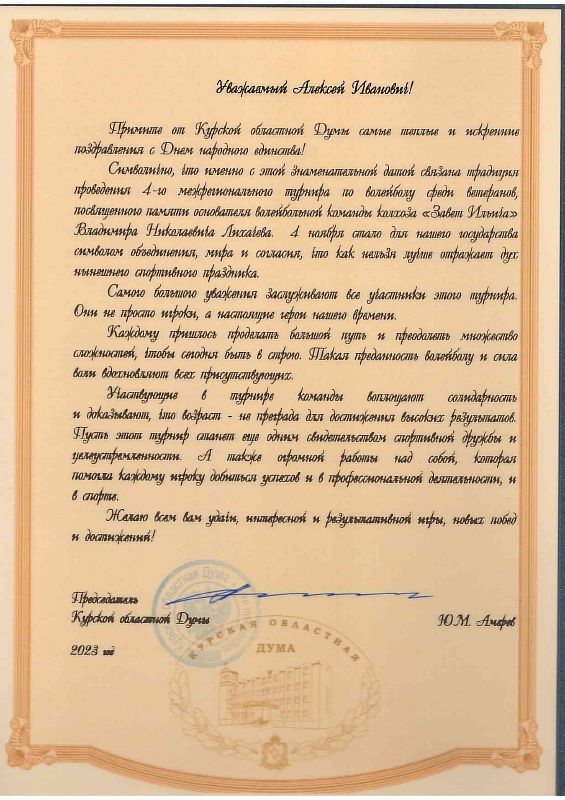 Уважаемый Алексей Иванович!
Примите от Курской областной Думы самые теплые и искренние
поздравления с Днем народного единства!
Символично, что именно с этой знаменательной датой связана традиция
проведения 4-го межрегионального турнира по волейболу среди ветеранов,
посвященного памяти основателя волейбольной команды колхоза «Завет Ильича»
Владимира Николаевича Лихачева. 4 ноября стало для нашего государства
символом объединения, мира и согласия, что как нельзя лучше отражает дух
нынешнего спортивного праздника.
Самого большого уважения заслуживают все участники этого турнира.
Они не просто игроки, а настоящие герои нашего времени.
Каждому пришлось проделать большой путь и преодолеть множество
сложностей, чтобы сегодня быть в строю. Такая преданность волейболу и сила
воли вдохновляют всех присутствующих.
Участвующие в турнире команды воплощают солидарность
и доказывают, что возраст - не преграда для достижения высоких результатов.
Пусть этот турнир станет еще одним свидетельством спортивной дружбы и
целеустремленности. А также огромной работы над собой, которая
помогла каждому игроку добиться успехов и в профессиональной деятельности, и
в спорте.
Желаю всем вам удачи, интересной и результативной игры, новых побед
и достижений!
Председатель
Курской областной Думы Ю.М. Амерев
2023 год
КУРСКАЯ ОБЛАСТНАЯ
ДУМА